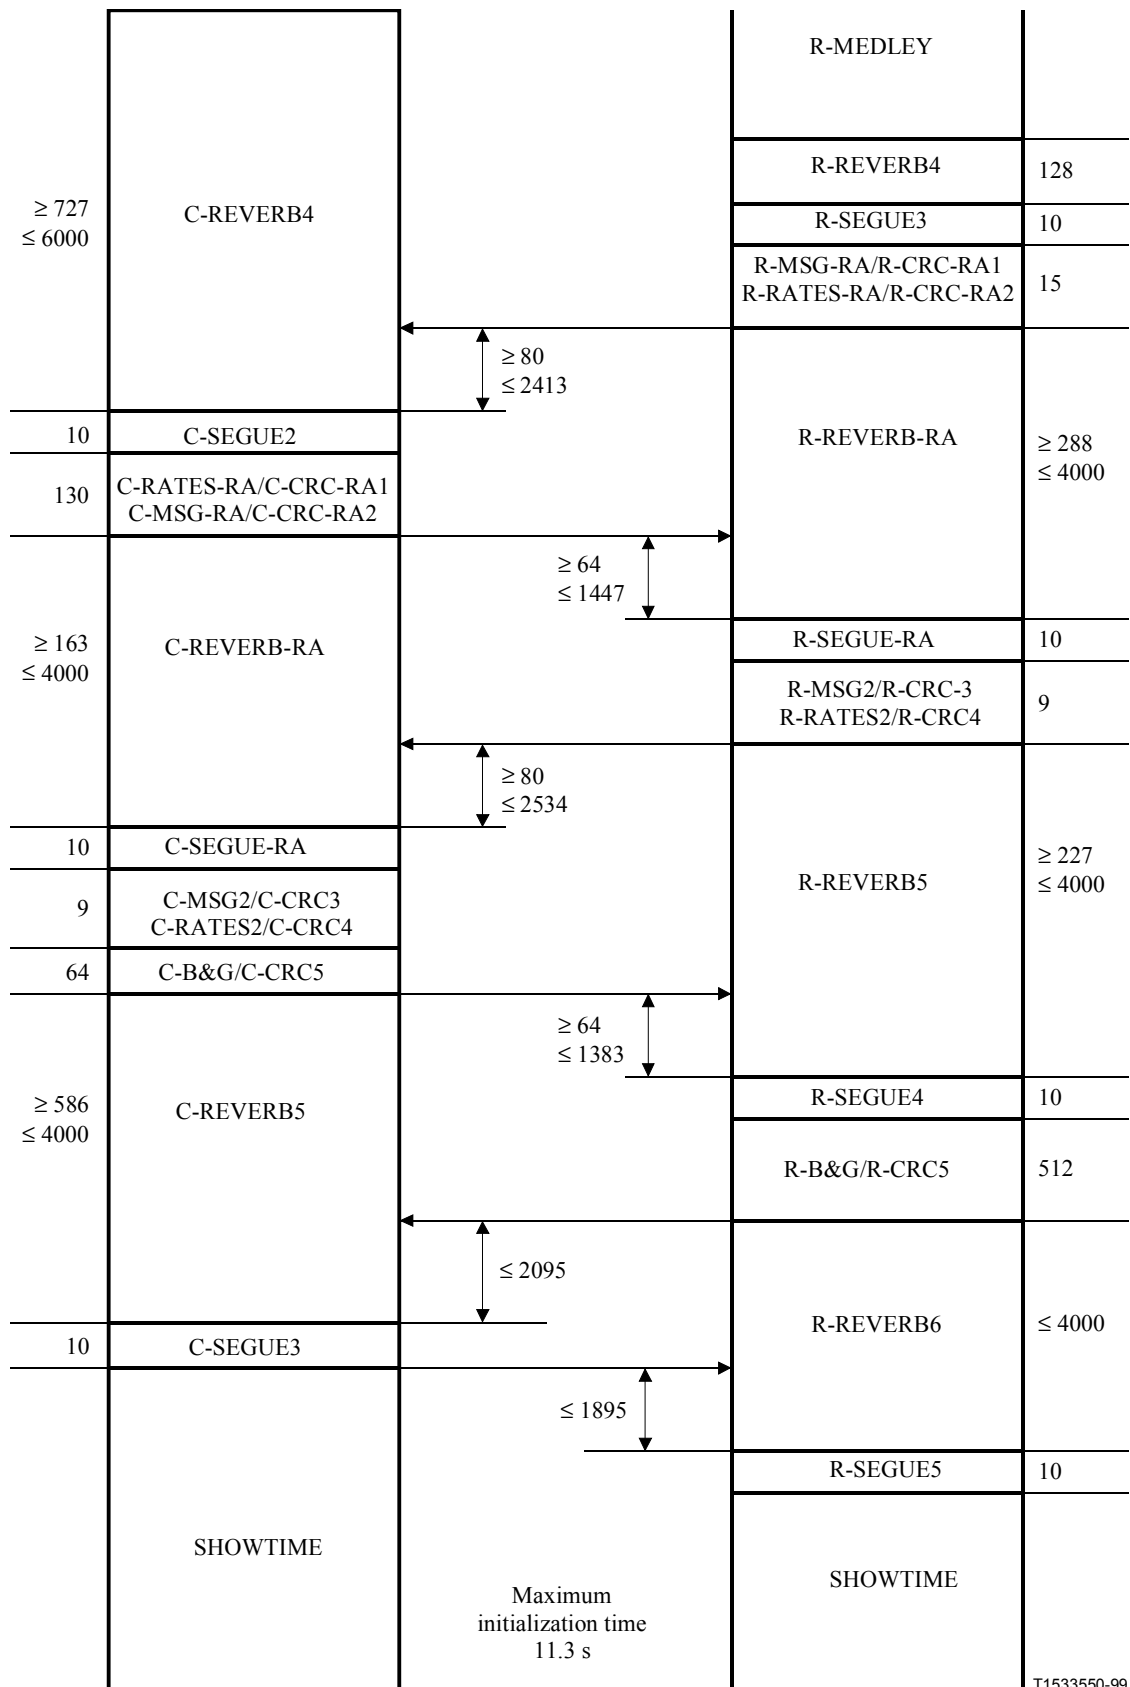 R-MEDLEY
R-REVERB4
128
≥ 727
≤ 6000
C-REVERB4
R-SEGUE3
10
R-MSG-RA/R-CRC-RA1
R-RATES-RA/R-CRC-RA2
15
≥ 80
≤ 2413
10
C-SEGUE2
R-REVERB-RA
≥ 288
≤ 4000
130
C-RATES-RA/C-CRC-RA1
C-MSG-RA/C-CRC-RA2
≥ 64
≤ 1447
≥ 163
≤ 4000
C-REVERB-RA
R-SEGUE-RA
10
R-MSG2/R-CRC-3
R-RATES2/R-CRC4
9
≥ 80
≤ 2534
10
C-SEGUE-RA
R-REVERB5
≥ 227
≤ 4000
9
C-MSG2/C-CRC3
C-RATES2/C-CRC4
64
C-B&G/C-CRC5
≥ 64
≤ 1383
≥ 586
≤ 4000
C-REVERB5
R-SEGUE4
10
R-B&G/R-CRC5
512
≤ 2095
R-REVERB6
≤ 4000
10
C-SEGUE3
≤ 1895
R-SEGUE5
10
SHOWTIME
SHOWTIME
Maximum
initialization time
11.3 s
T1533550-99